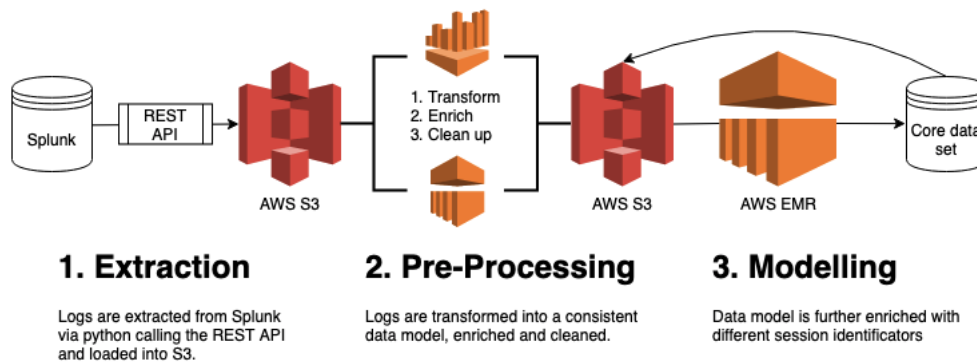 Splunk
REST
API
AWS S3
1. Transform
2. Enrich
3. Clean up
AWS S3
AWS EMR
Core data
set
1. Extraction
Logs are extracted from Splunk
via python calling the REST API
and loaded into S3.
2. Pre-Processing
Logs are transformed into a consistent
data model, enriched and cleaned.
3. Modelling
Data model is further enriched with
different session identificators